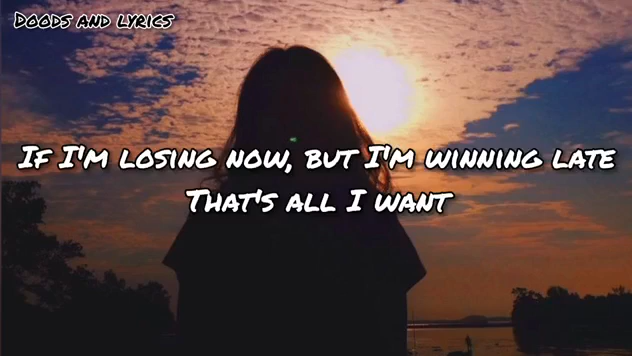 Doods and lyrics
If I'm losing now, but I'm winning late
That's all I want